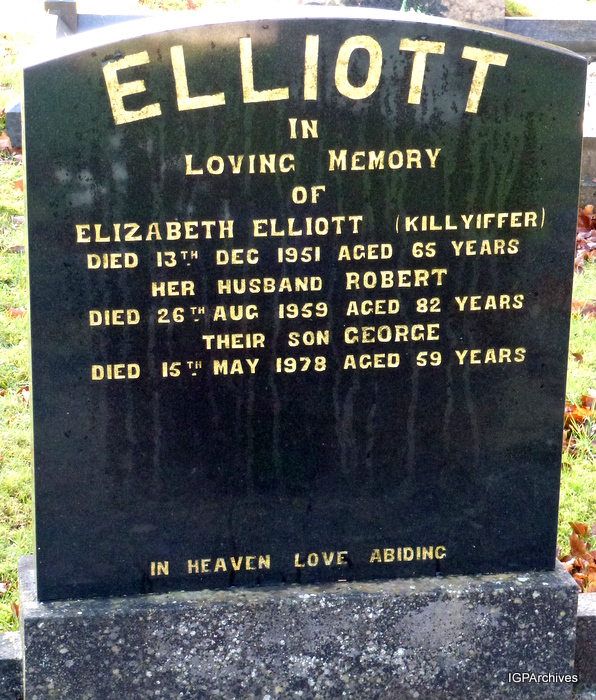 ELLIOTT
IN
LOVING MEMORY
OF
ELIZABETH ELLIOTT (KILLYIFFER)
DIED 13TH DEC 1951 AGED 65 YEARS
HER HUSBAND ROBERT
DIED 26TH AUG 1959 AGED 82 YEARS
THEIR SON GEORGE
DIED 15TH MAY 1978 AGED 59 YEARS
IN HEAVEN LOVE ABIDING
IGPArchives